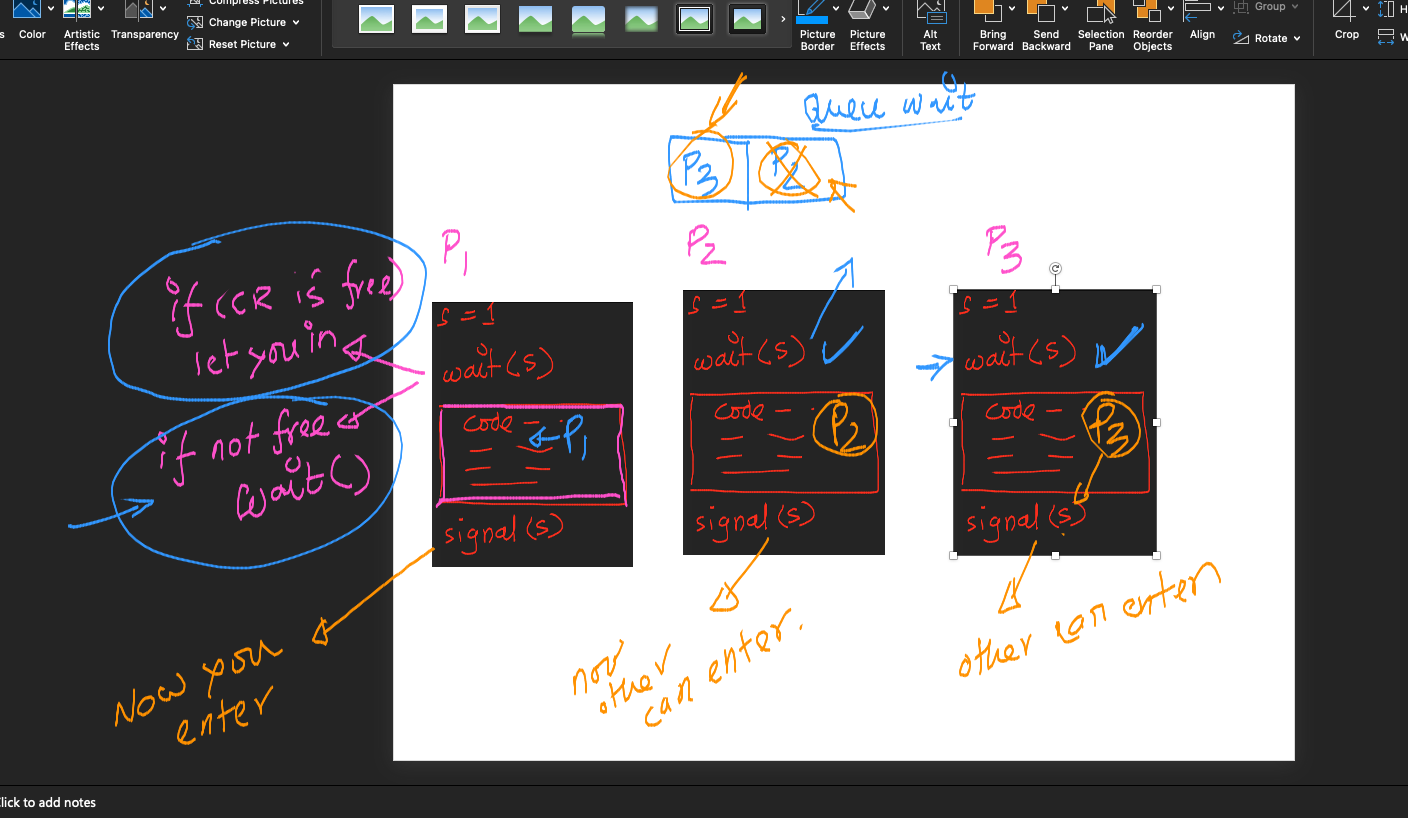 Compress Pictures
Color
Artistic
Effects
Transparency
Change Picture
Reset Picture
Picture
Border
Picture
Effects
Alt
Text
Bring
Forward
Send
Backward
Selection
Pane
Reorder
Objects
Align
Group
Rotate
Crop
Queu wait
P3
P2
P1
P2
P3
if (CR is free)
let you in
if not free
wait()
s = 1
wait(s)
code -
P1
signal(s)
s = 1
wait(s)
code -
P2
signal(s)
s = 1
wait(s)
code -
P3
signal(s)
Now you
enter
now
other
can enter.
other can enter
lick to add notes